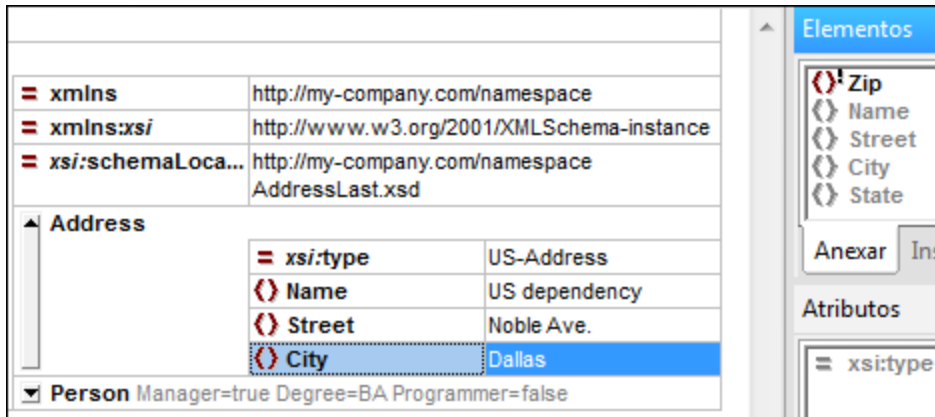 Elementos
Zip
Name
Street
City
State
Anexar
Atributos
xsi:type
= xmlns http://my-company.com/namespace
= xmlns:xsi http://www.w3.org/2001/XMLSchema-instance
= xsi:schemaLoca... http://my-company.com/namespace
AddressLast.xsd
Address
= xsi:type US-Address
() Name US dependency
() Street Noble Ave.
() City Dallas
Person Manager=true Degree=BA Programmer=false